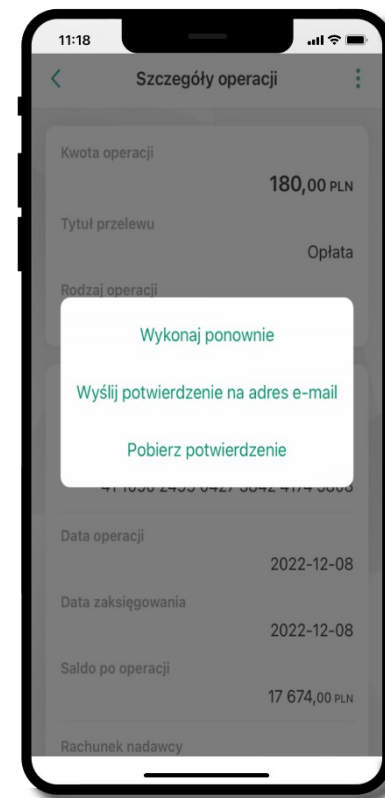 11:18
Szczegóły operacji
Kwota operacji
180,00 PLN
Tytuł przelewu
Opłata
Rodzaj operacji
Wykonaj ponownie
Wyślij potwierdzenie na adres e-mail
Pobierz potwierdzenie
Data operacji
2022-12-08
Data zaksięgowania
2022-12-08
Saldo po operacji
17 674,00 PLN
Rachunek nadawcy